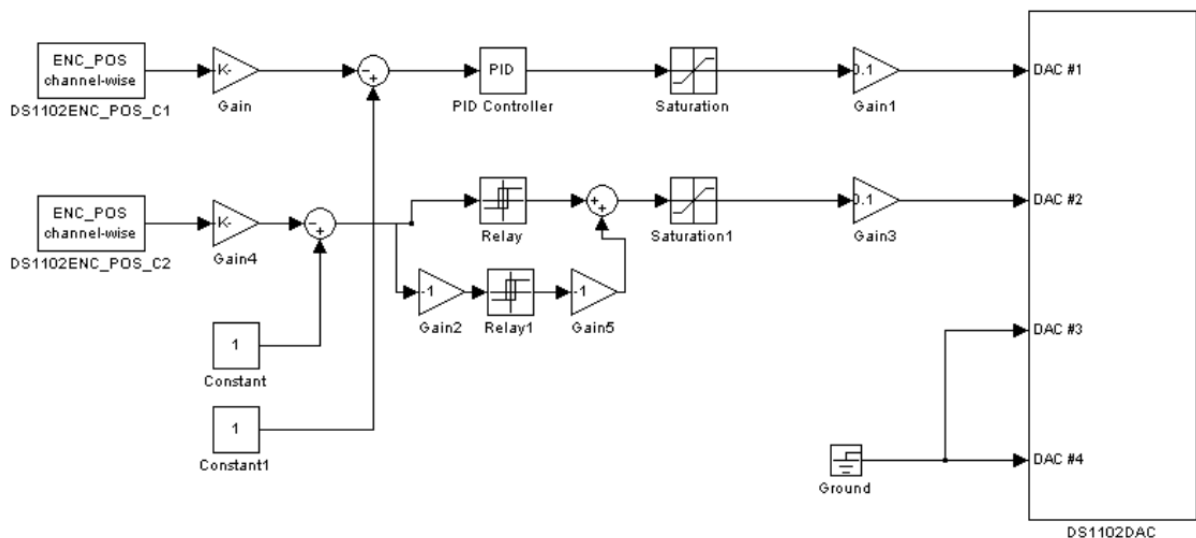 ENC_POS
channel-wise
DS1102ENC_POS_C1
K-
Gain
-
+
PID
PID Controller
Saturation
0.1
Gain1
DAC #1
ENC_POS
channel-wise
DS1102ENC_POS_C2
K-
Gain4
-
+
Relay
+
+
Saturation1
0.1
Gain3
DAC #2
-1
Gain2
Relay1
-1
Gain5
1
Constant
1
Constant1
DAC #3
Ground
DAC #4
DS1102DAC